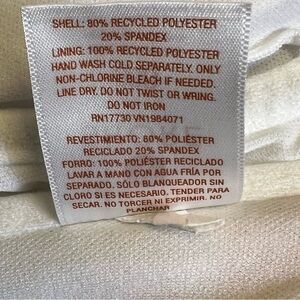 SHELL: 80% RECYCLED POLYESTER
20% SPANDEX
LINING: 100% RECYCLED POLYESTER
HAND WASH COLD SEPARATELY. ONLY
NON-CHLORINE BLEACH IF NEEDED.
LINE DRY. DO NOT TWIST OR WRING.
DO NOT IRON
RN17730 VN1984071
REVESTIMIENTO: 80% POLIÉSTER
RECICLADO 20% SPANDEX
FORRO: 100% POLIÉSTER RECICLADO
LAVAR A MANO CON AGUA FRÍA POR
SEPARADO. SÓLO BLANQUEADOR SIN
CLORO SI ES NECESARIO. TENDER PARA
SECAR. NO TORCER NI EXPRIMIR. NO
PLANCHAR